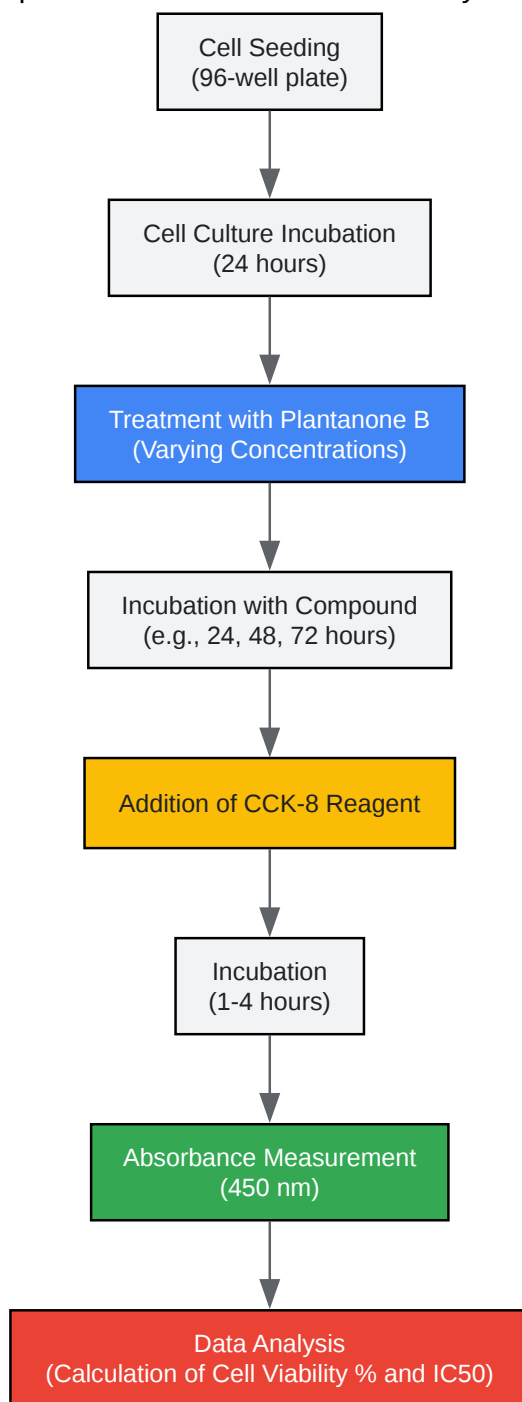 Cell Seeding
(96-well plate)
Cell Culture Incubation
(24 hours)
Treatment with Plantanone B
(Varying Concentrations)
Incubation with Compound
(e.g., 24, 48, 72 hours)
Addition of CCK-8 Reagent
Incubation
(1-4 hours)
Absorbance Measurement
(450 nm)
Data Analysis
(Calculation of Cell Viability % and IC50)